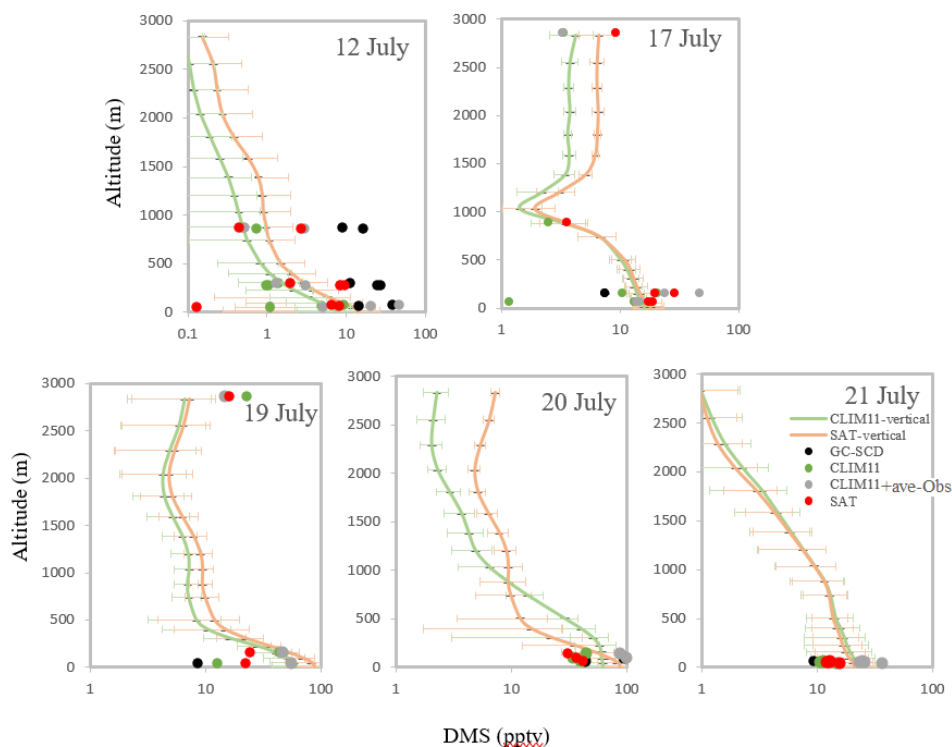 12 July
3000
2500
2000
1500
1000
500
0
0.1 1 10 100
17 July
3000
2500
2000
1500
1000
500
0
1 10 100
Altitude (m)
19 July
3000
2500
2000
1500
1000
500
0
1 10 100
20 July
3000
2500
2000
1500
1000
500
0
1 10 100
21 July
3000
2500
2000
1500
1000
500
0
1 10 100
CLIM11-vertical
SAT-vertical
GC-SCD
CLIM11
CLIM11+ave-Obs
SAT
Altitude (m)
DMS (pptv)